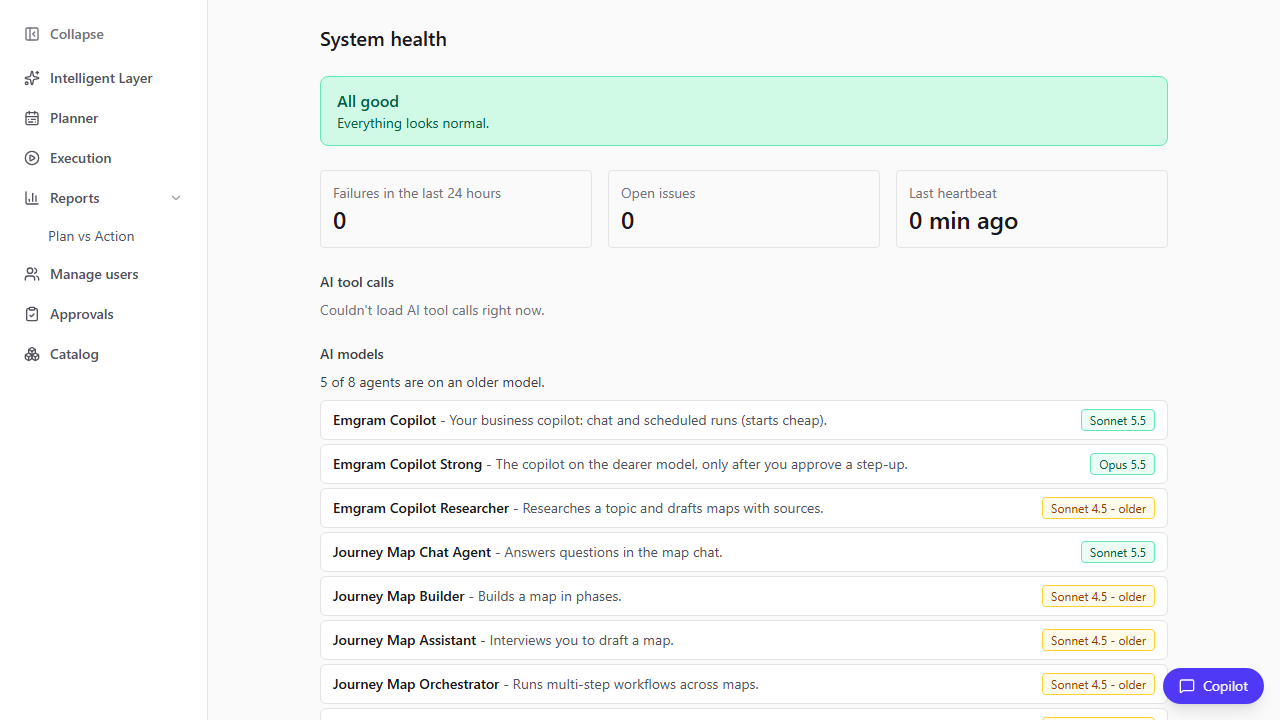 Collapse
Intelligent Layer
Planner
Execution
Reports
Plan vs Action
Manage users
Approvals
Catalog
System health
All good
Everything looks normal.
Failures in the last 24 hours
0
Open issues
0
Last heartbeat
0 min ago
AI tool calls
Couldn't load AI tool calls right now.
AI models
5 of 8 agents are on an older model.
Emgram Copilot - Your business copilot: chat and scheduled runs (starts cheap). Sonnet 5.5
Emgram Copilot Strong - The copilot on the dearer model, only after you approve a step-up. Opus 5.5
Emgram Copilot Researcher - Researches a topic and drafts maps with sources. Sonnet 4.5 - older
Journey Map Chat Agent - Answers questions in the map chat. Sonnet 5.5
Journey Map Builder - Builds a map in phases. Sonnet 4.5 - older
Journey Map Assistant - Interviews you to draft a map. Sonnet 4.5 - older
Journey Map Orchestrator - Runs multi-step workflows across maps. Sonnet 4.5 - older
Copilot